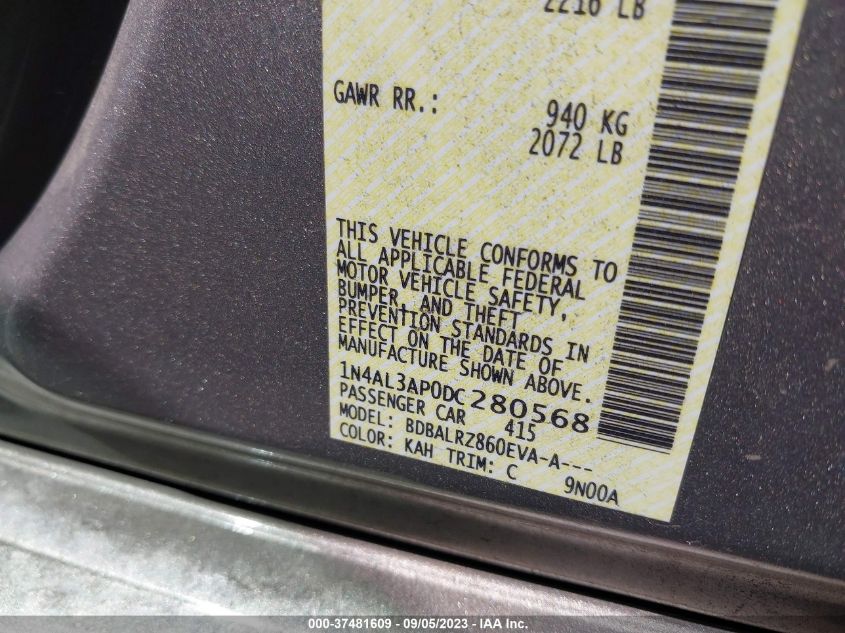 2216 LB
GAWR RR.: 940 KG
2072 LB
THIS VEHICLE CONFORMS TO
ALL APPLICABLE FEDERAL
MOTOR VEHICLE SAFETY,
BUMPER, AND THEFT
PREVENTION STANDARDS IN
EFFECT ON THE DATE OF
MANUFACTURE SHOWN ABOVE.
1N4AL3AP0DC280568
PASSENGER CAR 415
MODEL: BDBALRZ860EVA-A---
COLOR: KAH TRIM: C 9N00A
000-37481609 - 09/05/2023 - IAA Inc.